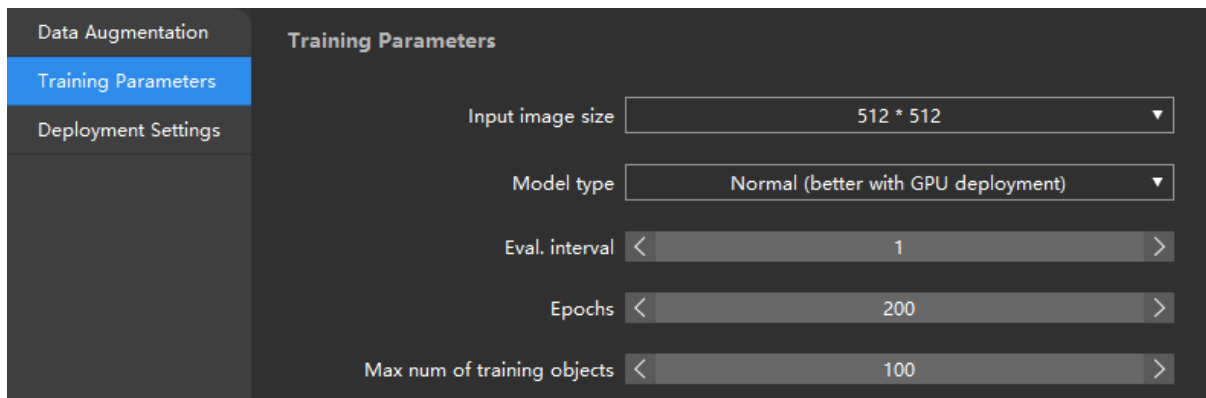 Data Augmentation
Training Parameters
Deployment Settings
Training Parameters
Input image size 512 * 512
Model type Normal (better with GPU deployment)
Eval. interval 1
Epochs 200
Max num of training objects 100